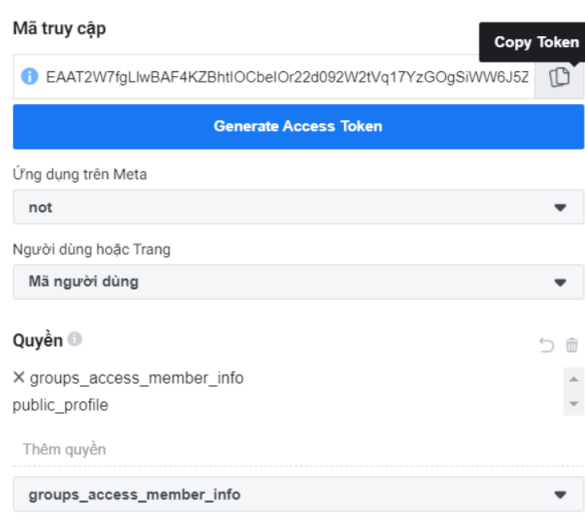 Mã truy cập
Copy Token
EAAT2W7fgLIwBAF4KZBhtIOCbeIOr22d092W2tVq17YzGOgSiWW6J5Z
Generate Access Token
Ứng dụng trên Meta
not
Người dùng hoặc Trang
Mã người dùng
Quyền
groups_access_member_info
public_profile
Thêm quyền
groups_access_member_info